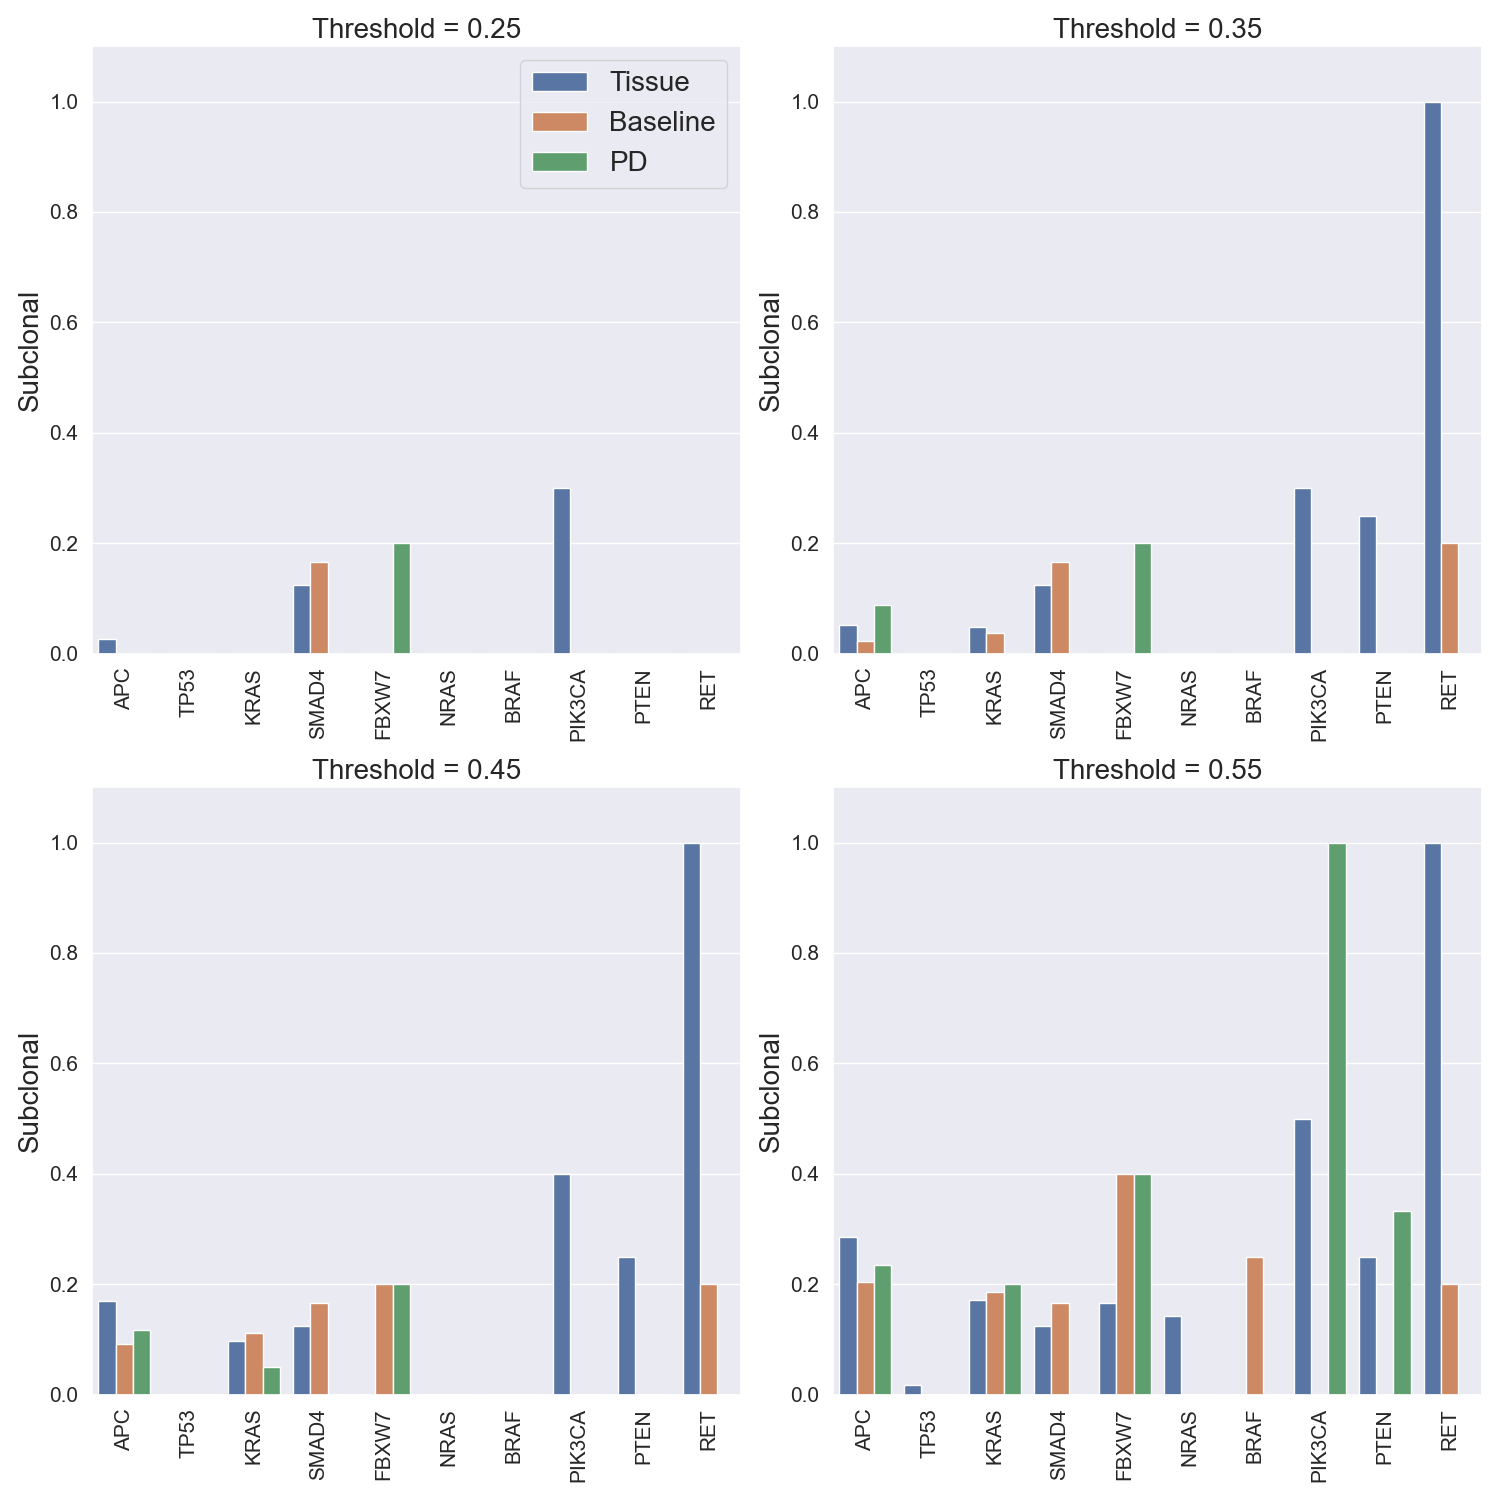 Threshold = 0.25
Tissue
Baseline
PD
Subclonal
1.0
0.8
0.6
0.4
0.2
0.0
APC
TP53
KRAS
SMAD4
FBXW7
NRAS
BRAF
PIK3CA
PTEN
RET
Threshold = 0.35
Subclonal
1.0
0.8
0.6
0.4
0.2
0.0
APC
TP53
KRAS
SMAD4
FBXW7
NRAS
BRAF
PIK3CA
PTEN
RET
Threshold = 0.45
Subclonal
1.0
0.8
0.6
0.4
0.2
0.0
APC
TP53
KRAS
SMAD4
FBXW7
NRAS
BRAF
PIK3CA
PTEN
RET
Threshold = 0.55
Subclonal
1.0
0.8
0.6
0.4
0.2
0.0
APC
TP53
KRAS
SMAD4
FBXW7
NRAS
BRAF
PIK3CA
PTEN
RET